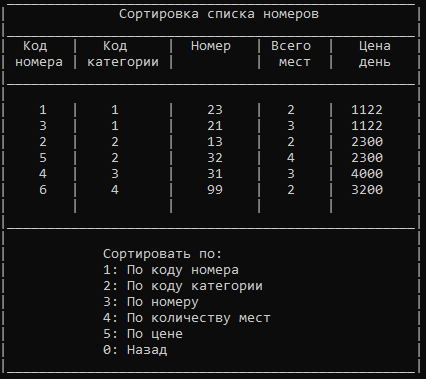 Сортировка списка номеров
Код Код Номер Всего Цена
номера категории мест день
1 1 23 2 1122
3 1 21 3 1122
2 2 13 2 2300
5 2 32 4 2300
4 3 31 3 4000
6 4 99 2 3200
Сортировать по:
1: По коду номера
2: По коду категории
3: По номеру
4: По количеству мест
5: По цене
0: Назад